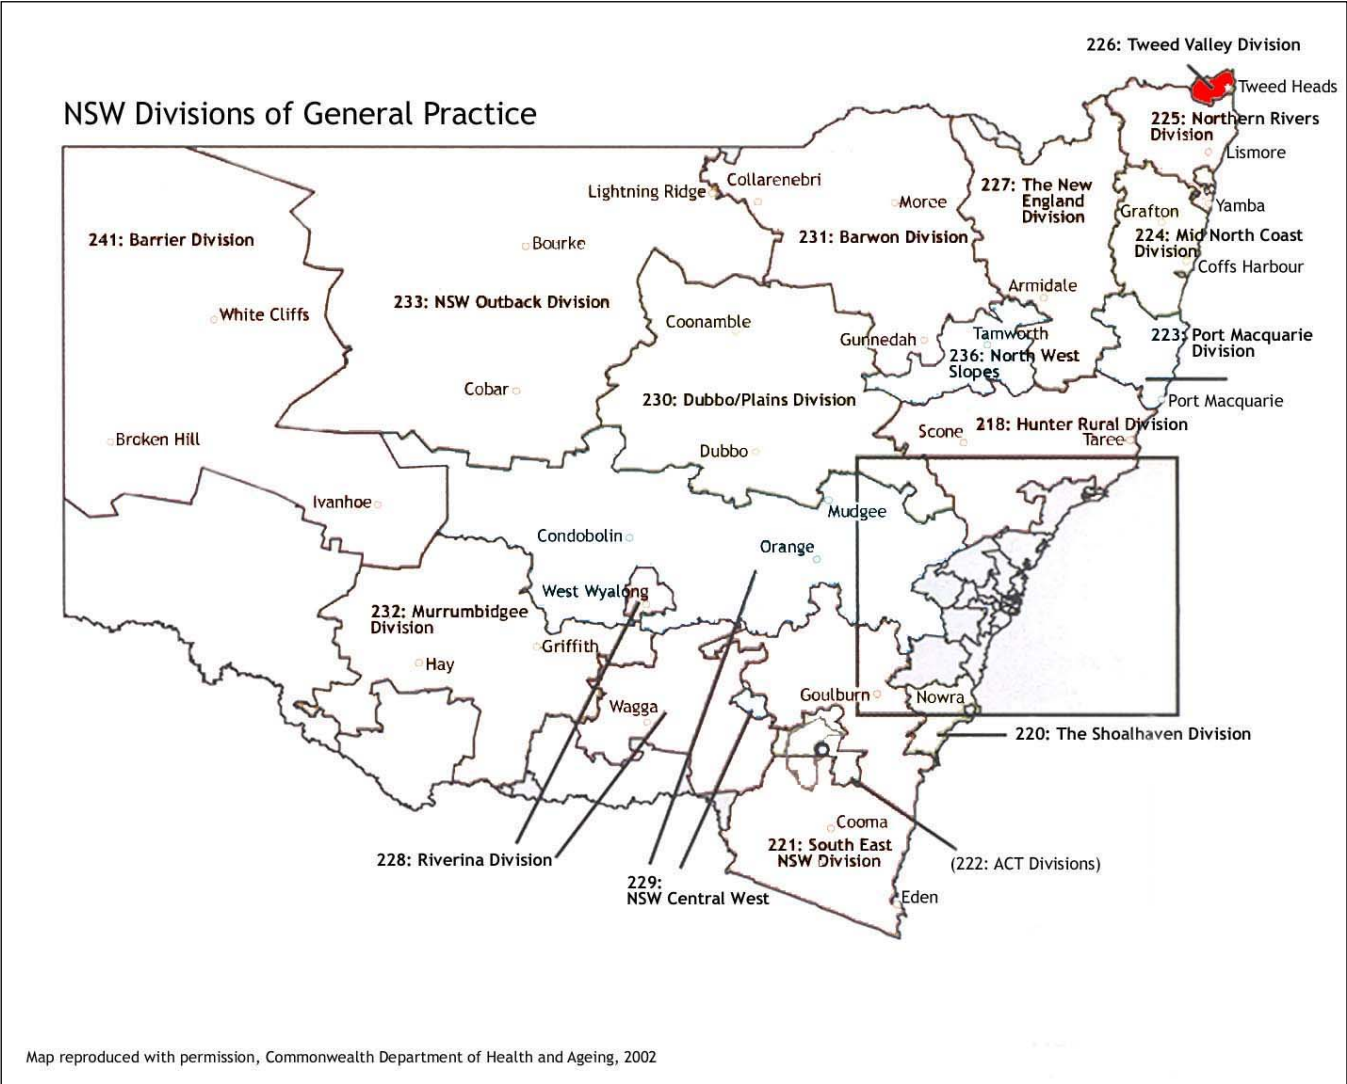 226: Tweed Valley Division
Tweed Heads
NSW Divisions of General Practice
225: Northern Rivers
Division
Lismore
Collarenebri
Lightning Ridge
Moree
227: The New
England
Division
Yamba
Grafton
241: Barrier Division
Bourke
231: Barwon Division
224: Mid North Coast
Division
Coffs Harbour
Armidale
White Cliffs
233: NSW Outback Division
Coonamble
Gunnedah
Tamworth
236: North West
Slopes
223: Port Macquarie
Division
Cobar
230: Dubbo/Plains Division
Port Macquarie
Broken Hill
Scone
218: Hunter Rural Division
Taree
Dubbo
Ivanhoe
Mudgee
Condobolin
Orange
West Wyalong
232: Murrumbidgee
Division
Griffith
Hay
Goulburn
Nowra
Wagga
220: The Shoalhaven Division
Cooma
221: South East
NSW Division
228: Riverina Division
(222: ACT Divisions)
229:
NSW Central West
Eden
Map reproduced with permission, Commonwealth Department of Health and Ageing, 2002